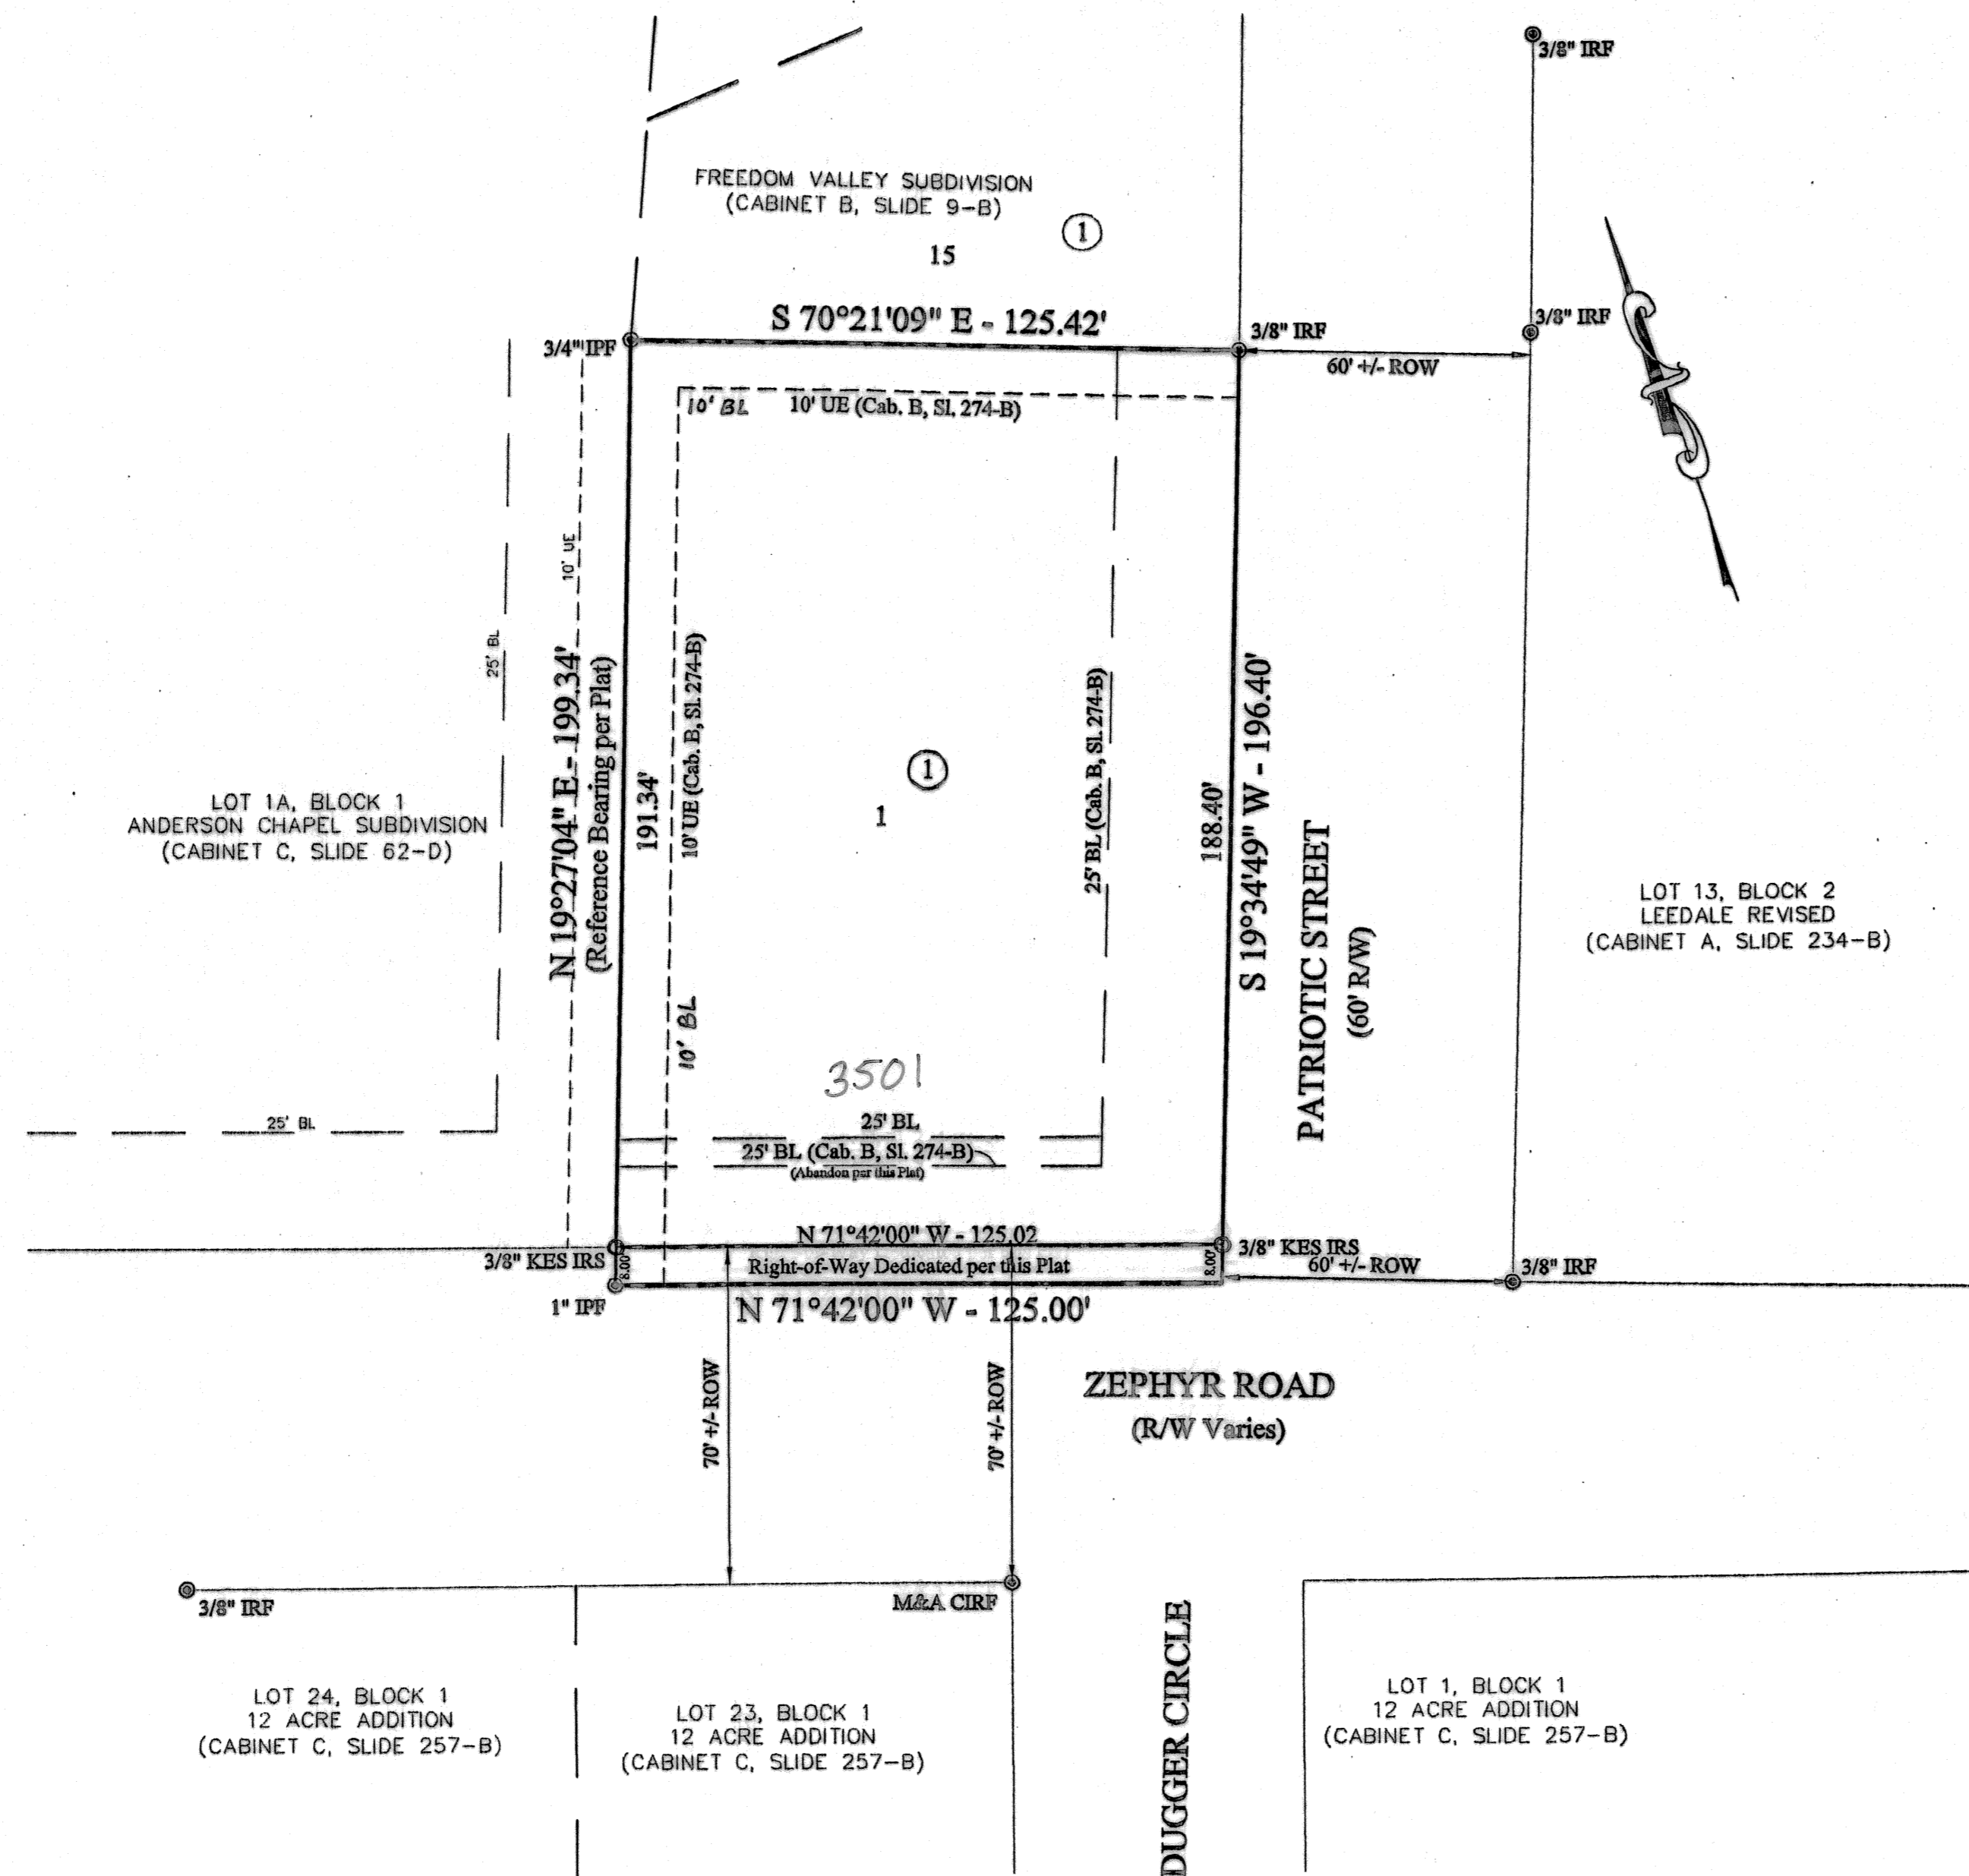 3/8" IRF
FREEDOM VALLEY SUBDIVISION
(CABINET B, SLIDE 9-B)
1
15
S 70°21'09" E - 125.42'
3/4" IPF
3/8" IRF
3/8" IRF
60' +/- ROW
10' BL
10' UE (Cab. B, Sl. 274-B)
10' UE
25' BL
N 19°27'04" E - 199.34'
(Reference Bearing per Plat)
191.34'
10' UE (Cab. B, Sl. 274-B)
10' BL
1
1
25' BL (Cab. B, Sl. 274-B)
188.40'
S 19°34'49" W - 196.40'
PATRIOTIC STREET
(60' R/W)
LOT 1A, BLOCK 1
ANDERSON CHAPEL SUBDIVISION
(CABINET C, SLIDE 62-D)
LOT 13, BLOCK 2
LEEDALE REVISED
(CABINET A, SLIDE 234-B)
3501
25' BL
25' BL
25' BL (Cab. B, Sl. 274-B)
(Abandon per this Plat)
N 71°42'00" W - 125.02
3/8" KES IRS
8.00'
Right-of-Way Dedicated per this Plat
8.00'
3/8" KES IRS
60' +/- ROW
3/8" IRF
1" IPF
N 71°42'00" W - 125.00'
70' +/- ROW
70' +/- ROW
ZEPHYR ROAD
(R/W Varies)
3/8" IRF
M&A CIRF
DUGGER CIRCLE
LOT 24, BLOCK 1
12 ACRE ADDITION
(CABINET C, SLIDE 257-B)
LOT 23, BLOCK 1
12 ACRE ADDITION
(CABINET C, SLIDE 257-B)
LOT 1, BLOCK 1
12 ACRE ADDITION
(CABINET C, SLIDE 257-B)